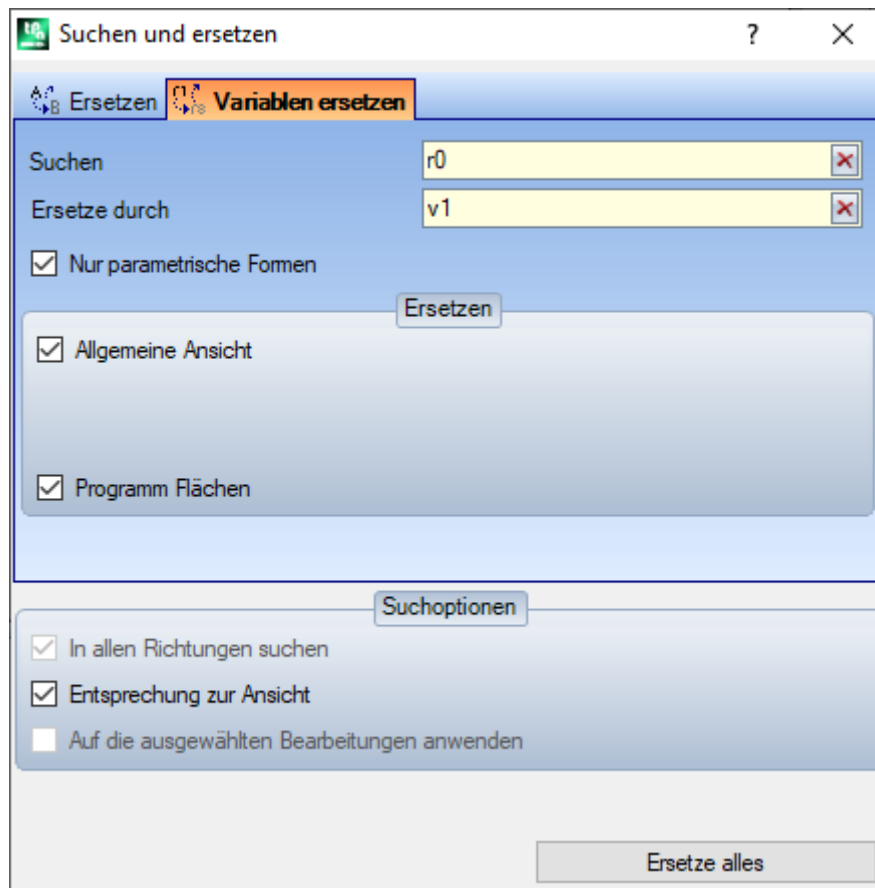 Suchen und ersetzen
Ersetzen Variablen ersetzen
Suchen r0
Ersetze durch v1
Nur parametrische Formen
Ersetzen
Allgemeine Ansicht
Programm Flächen
Suchoptionen
In allen Richtungen suchen
Entsprechung zur Ansicht
Auf die ausgewählten Bearbeitungen anwenden
Ersetze alles